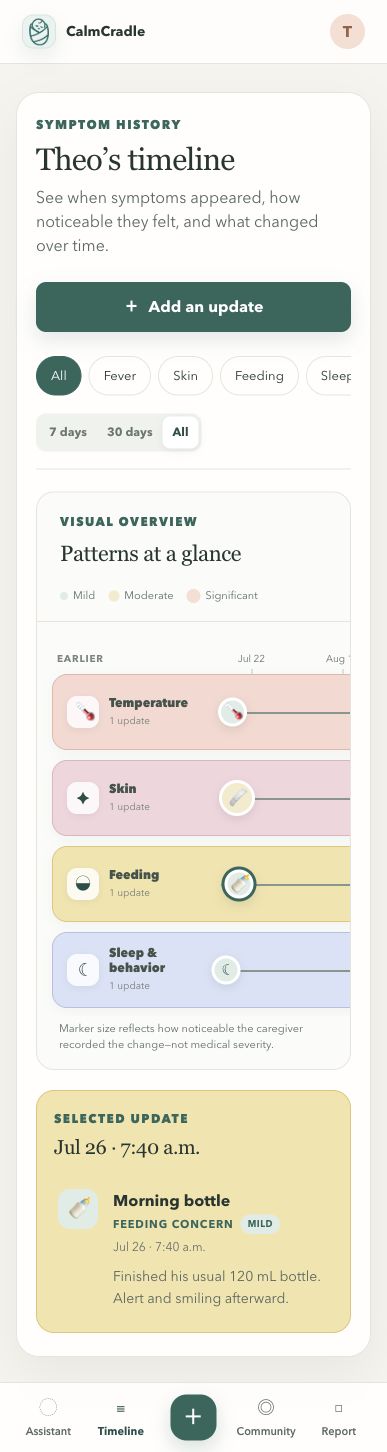 CalmCradle
T
SYMPTOM HISTORY
Theo’s timeline
See when symptoms appeared, how
noticeable they felt, and what changed
over time.
+ Add an update
All Fever Skin Feeding Sleep
7 days 30 days All
VISUAL OVERVIEW
Patterns at a glance
Mild Moderate Significant
EARLIER Jul 22 Aug
Temperature
1 update
Skin
1 update
Feeding
1 update
Sleep &
behavior
1 update
Marker size reflects how noticeable the caregiver
recorded the change—not medical severity.
SELECTED UPDATE
Jul 26 · 7:40 a.m.
Morning bottle
FEEDING CONCERN MILD
Jul 26 · 7:40 a.m.
Finished his usual 120 mL bottle.
Alert and smiling afterward.
+
Assistant Timeline Community Report